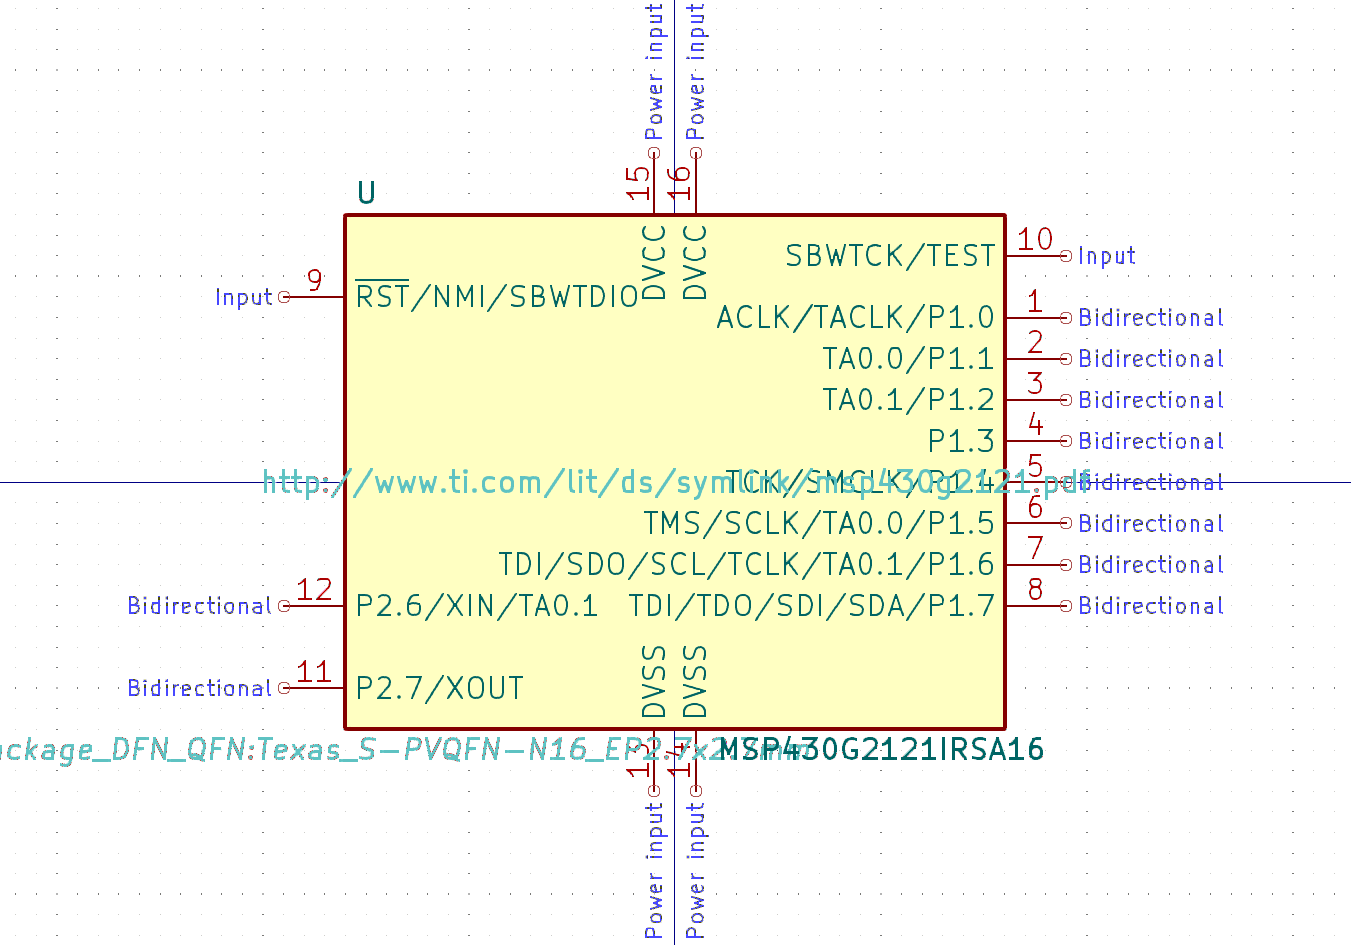 Power input
Power input
15
16
U
DVCC
DVCC
SBWTCK/TEST
10
Input
Input
9
RST/NMI/SBWTDIO
ACLK/TACLK/P1.0
1
Bidirectional
TA0.0/P1.1
2
Bidirectional
TA0.1/P1.2
3
Bidirectional
P1.3
4
Bidirectional
http://www.ti.com/lit/ds/symlink/msp430g2121.pdf
TCK/SMCLK/P1.4
5
Bidirectional
TMS/SCLK/TA0.0/P1.5
6
Bidirectional
TDI/SDO/SCL/TCLK/TA0.1/P1.6
7
Bidirectional
Bidirectional
12
P2.6/XIN/TA0.1
TDI/TDO/SDI/SDA/P1.7
8
Bidirectional
Bidirectional
11
P2.7/XOUT
DVSS
DVSS
ackage_DFN_QFN:Texas_S-PVQFN-N16_EP2.7x2.7mm
MSP430G2121IRSA16
13
14
Power input
Power input